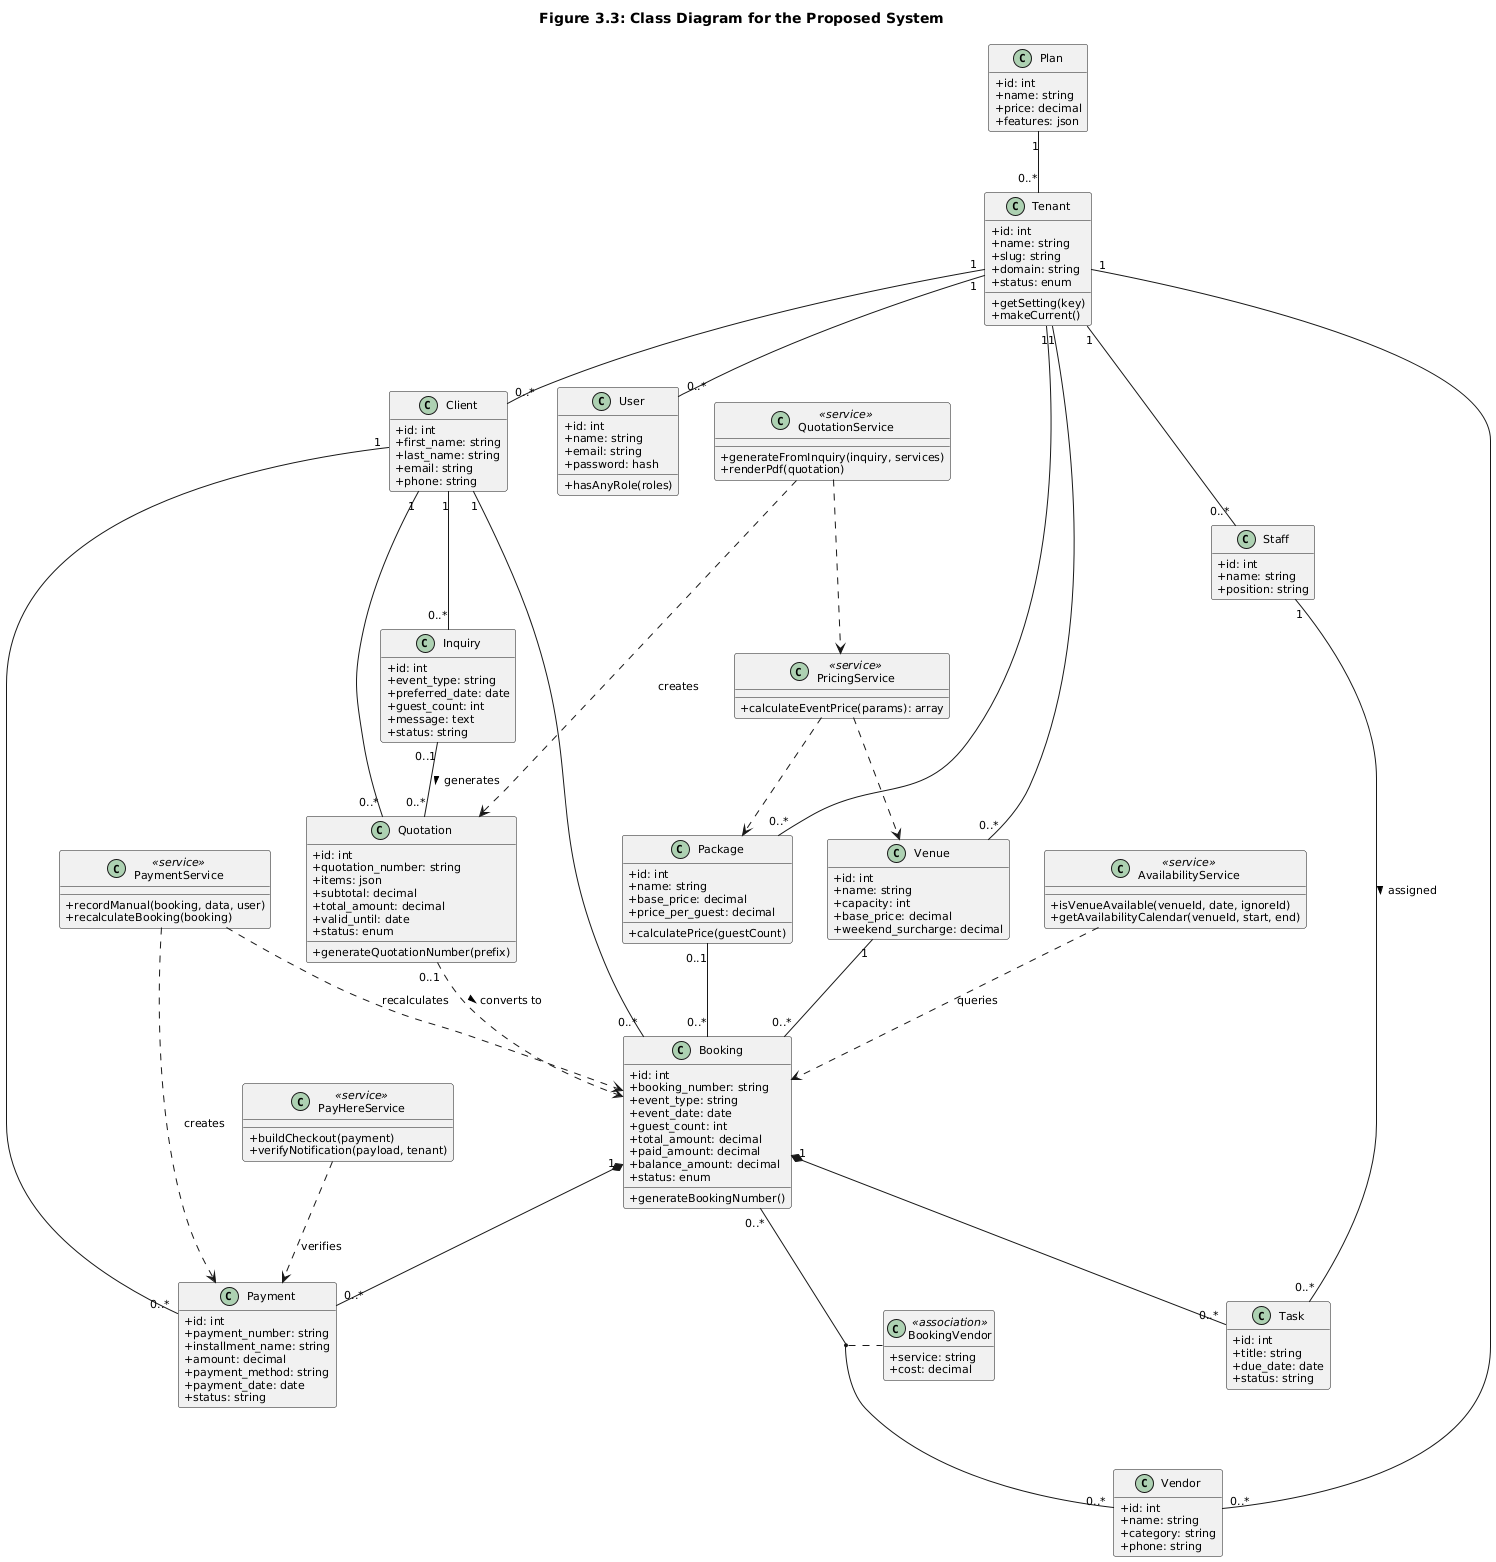 Figure 3.3: Class Diagram for the Proposed System
C Plan
+id: int
+name: string
+price: decimal
+features: json
1
0..*
C Tenant
+id: int
+name: string
+slug: string
+domain: string
+status: enum
+getSetting(key)
+makeCurrent()
1
1
1
1
1
1
0..*
0..*
C Client
+id: int
+first_name: string
+last_name: string
+email: string
+phone: string
1
1
1
1
C User
+id: int
+name: string
+email: string
+password: hash
+hasAnyRole(roles)
C «service»
QuotationService
+generateFromInquiry(inquiry, services)
+renderPdf(quotation)
0..*
C Staff
+id: int
+name: string
+position: string
1
0..*
C Inquiry
+id: int
+event_type: string
+preferred_date: date
+guest_count: int
+message: text
+status: string
0..1
generates
creates
C «service»
PricingService
+calculateEventPrice(params): array
0..*
0..*
0..*
0..*
C Quotation
+id: int
+quotation_number: string
+items: json
+subtotal: decimal
+total_amount: decimal
+valid_until: date
+status: enum
+generateQuotationNumber(prefix)
0..1
converts to
C «service»
PaymentService
+recordManual(booking, data, user)
+recalculateBooking(booking)
recalculates
C Package
+id: int
+name: string
+base_price: decimal
+price_per_guest: decimal
+calculatePrice(guestCount)
0..1
C Venue
+id: int
+name: string
+capacity: int
+base_price: decimal
+weekend_surcharge: decimal
1
C «service»
AvailabilityService
+isVenueAvailable(venueId, date, ignoreId)
+getAvailabilityCalendar(venueId, start, end)
queries
assigned
0..*
0..*
0..*
C Booking
+id: int
+booking_number: string
+event_type: string
+event_date: date
+guest_count: int
+total_amount: decimal
+paid_amount: decimal
+balance_amount: decimal
+status: enum
+generateBookingNumber()
1
1
0..*
creates
C «service»
PayHereService
+buildCheckout(payment)
+verifyNotification(payload, tenant)
verifies
0..*
0..*
C Payment
+id: int
+payment_number: string
+installment_name: string
+amount: decimal
+payment_method: string
+payment_date: date
+status: string
C «association»
BookingVendor
+service: string
+cost: decimal
0..*
0..*
C Task
+id: int
+title: string
+due_date: date
+status: string
0..*
0..*
C Vendor
+id: int
+name: string
+category: string
+phone: string